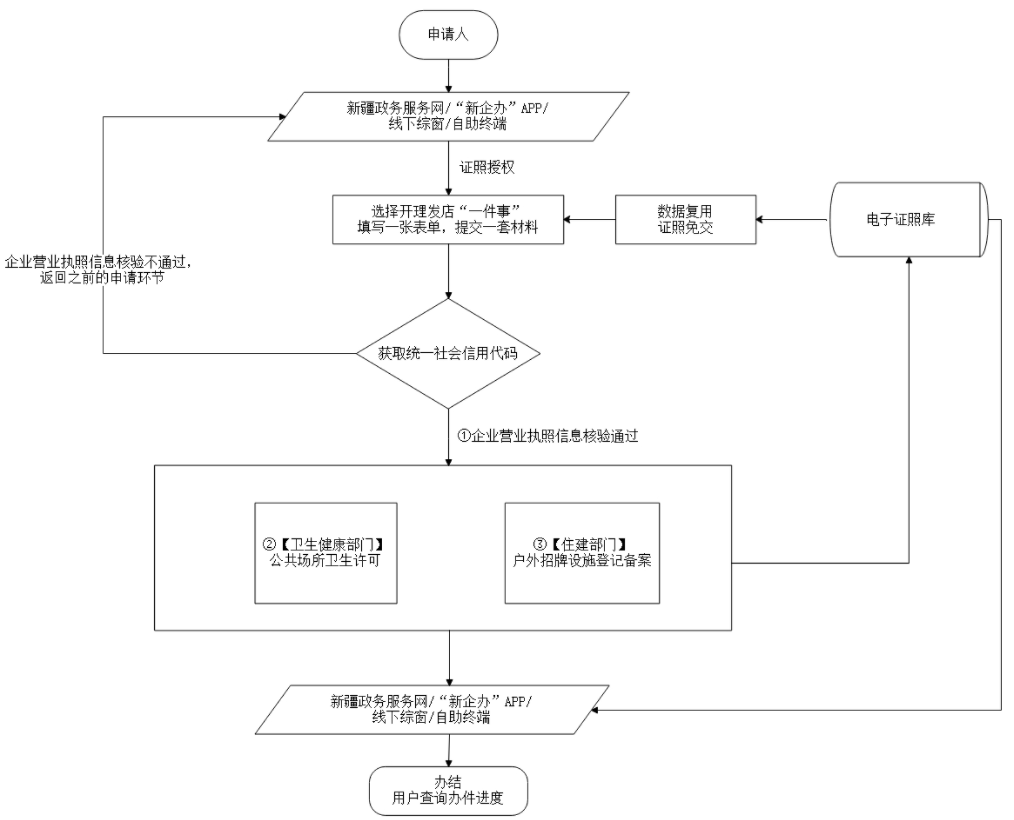 申请人
新疆政务服务网/“新企办”APP/
线下综窗/自助终端
证照授权
选择开理发店“一件事”
填写一张表单，提交一套材料
数据复用
证照免交
电子证照库
企业营业执照信息核验不通过，
返回之前的申请环节
获取统一社会信用代码
①企业营业执照信息核验通过
②【卫生健康部门】
公共场所卫生许可
③【住建部门】
户外招牌设施登记备案
新疆政务服务网/“新企办”APP/
线下综窗/自助终端
办结
用户查询办件进度